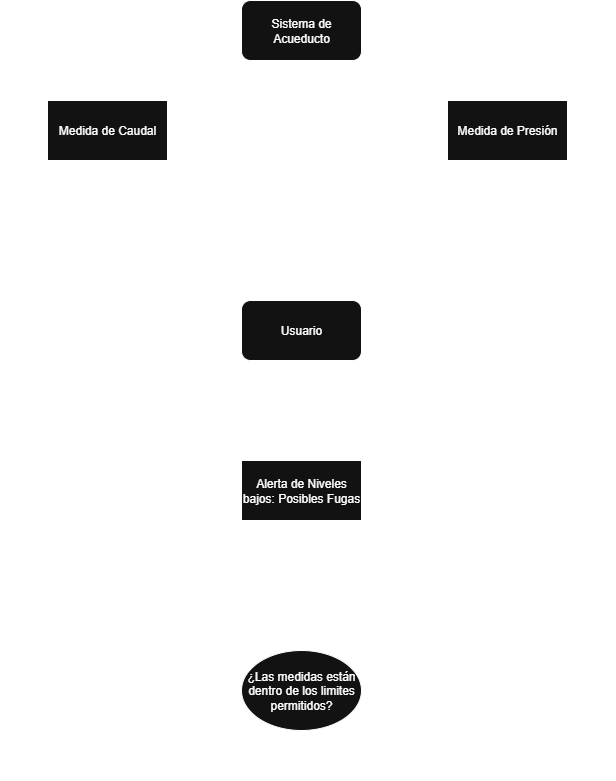 Sistema de
Acueducto
Medida de Caudal
Medida de Presión
Usuario
Alerta de Niveles
bajos: Posibles Fugas
¿Las medidas están
dentro de los limites
permitidos?